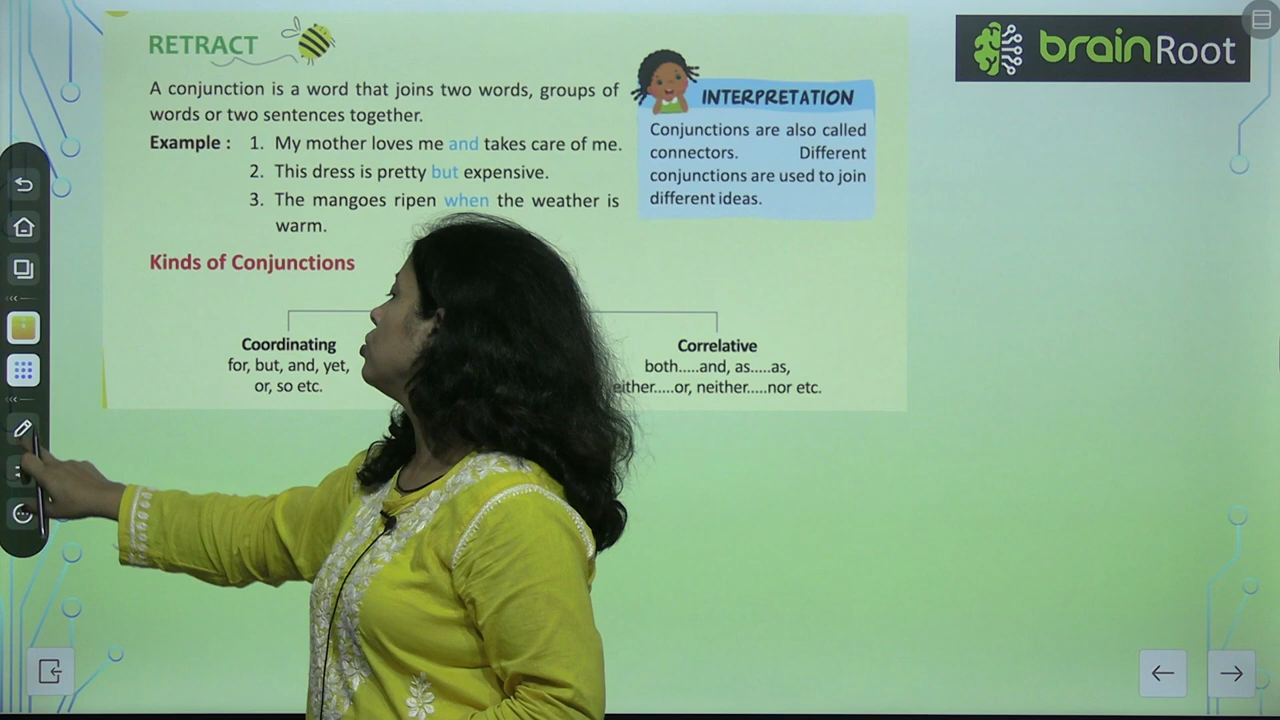 RETRACT
A conjunction is a word that joins two words, groups of
words or two sentences together.
Example : 1. My mother loves me and takes care of me.
2. This dress is pretty but expensive.
3. The mangoes ripen when the weather is
warm.
INTERPRETATION
Conjunctions are also called
connectors. Different
conjunctions are used to join
different ideas.
brainRoot
Kinds of Conjunctions
Coordinating
for, but, and, yet,
or, so etc.
Correlative
both.....and, as.....as,
either.....or, neither.....nor etc.